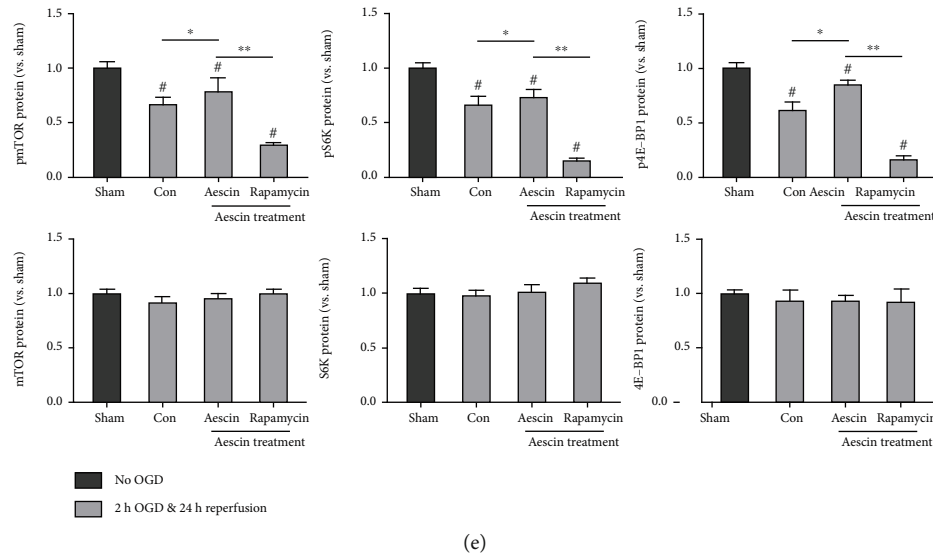 pmTOR protein (vs. sham)
1.5
1.0
0.5
0.0
*
**
#
#
#
Sham Con Aescin Rapamycin
Aescin treatment
pS6K protein (vs. sham)
1.5
1.0
0.5
0.0
*
**
#
#
#
Sham Con Aescin Rapamycin
Aescin treatment
p4E–BP1 protein (vs. sham)
1.5
1.0
0.5
0.0
*
**
#
#
#
Sham Con Aescin Rapamycin
Aescin treatment
mTOR protein (vs. sham)
1.5
1.0
0.5
0.0
Sham Con Aescin Rapamycin
Aescin treatment
S6K protein (vs. sham)
1.5
1.0
0.5
0.0
Sham Con Aescin Rapamycin
Aescin treatment
4E–BP1 protein (vs. sham)
1.5
1.0
0.5
0.0
Sham Con Aescin Rapamycin
Aescin treatment
No OGD
2 h OGD & 24 h reperfusion
(e)